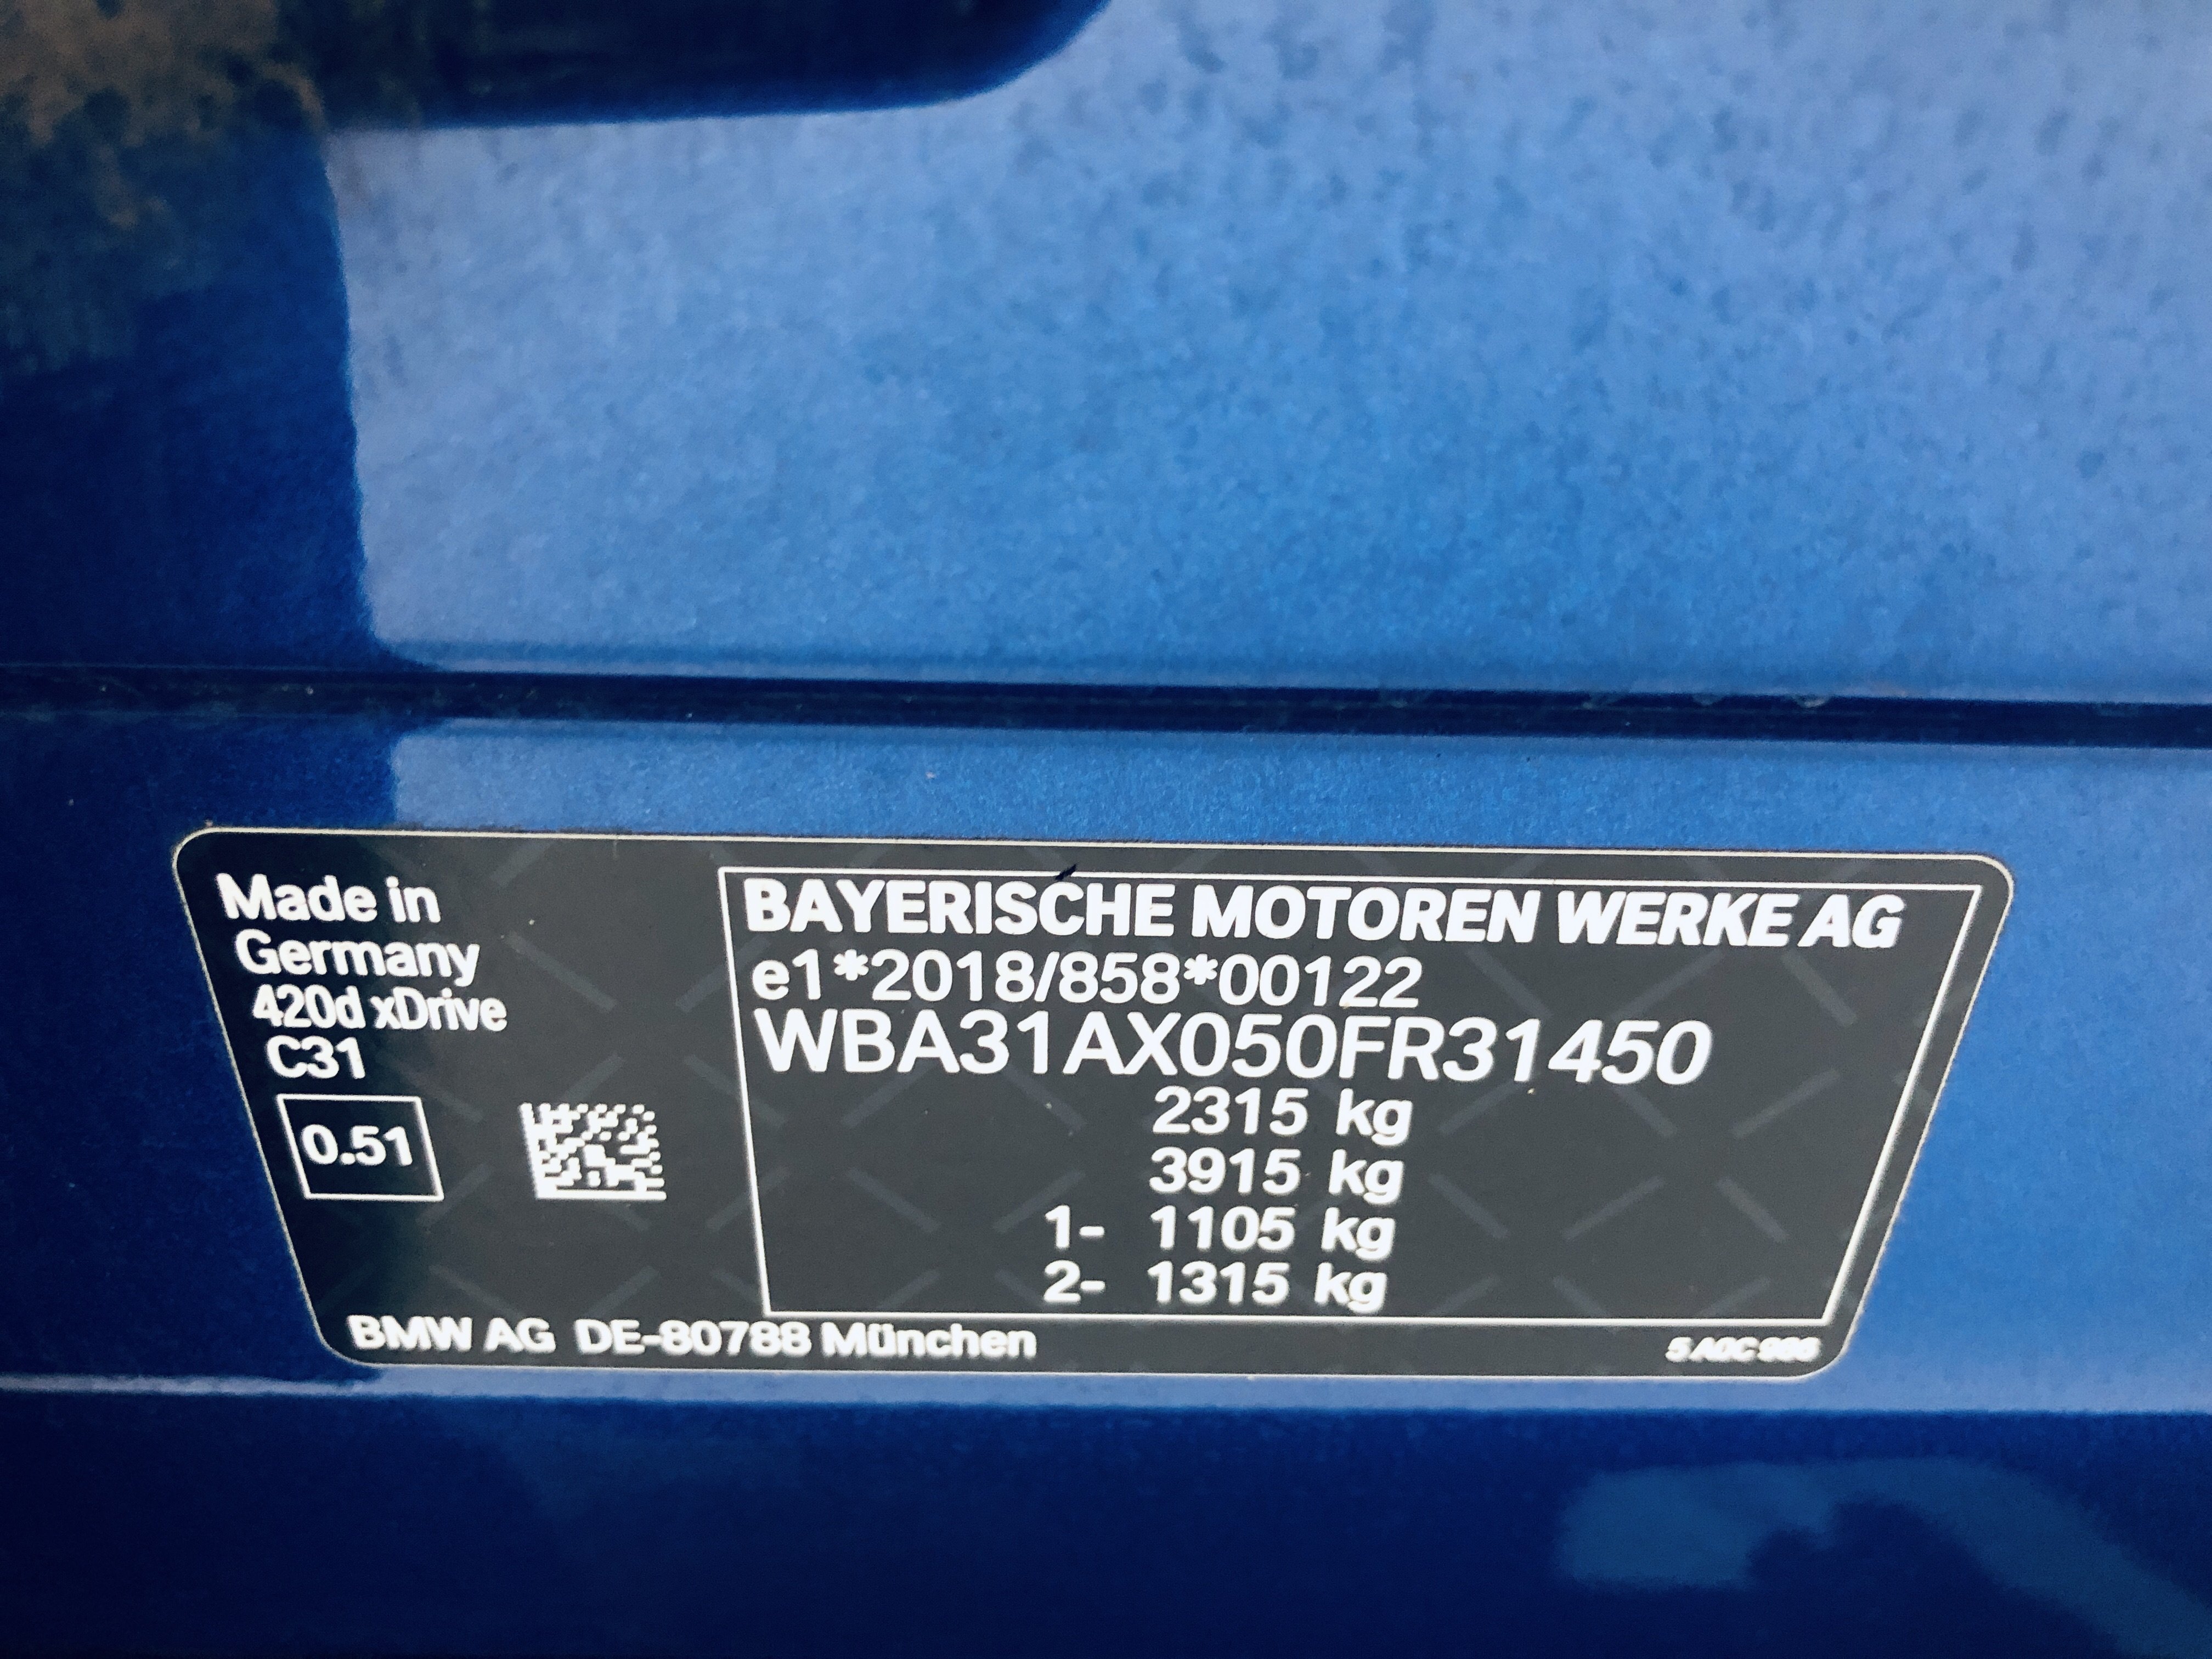 Made in
Germany
420d xDrive
C31
0.51
BAYERISCHE MOTOREN WERKE AG
e1*2018/858*00122
WBA31AX050FR31450
2315 kg
3915 kg
1- 1105 kg
2- 1315 kg
BMW AG DE-80788 München